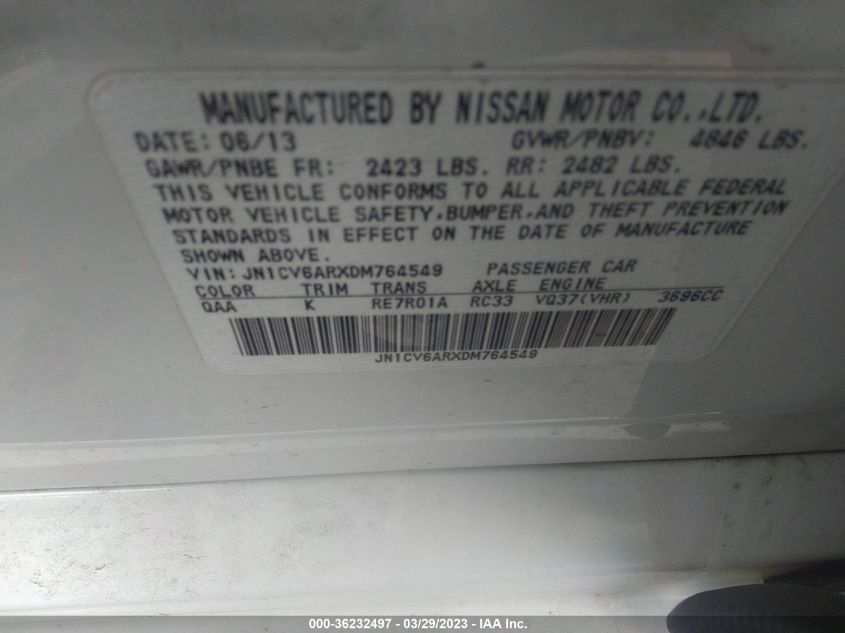 MANUFACTURED BY NISSAN MOTOR CO.,LTD.
DATE: 06/13 GVWR/PNBV: 4846 LBS.
GAWR/PNBE FR: 2423 LBS. RR: 2482 LBS.
THIS VEHICLE CONFORMS TO ALL APPLICABLE FEDERAL
MOTOR VEHICLE SAFETY,BUMPER,AND THEFT PREVENTION
STANDARDS IN EFFECT ON THE DATE OF MANUFACTURE
SHOWN ABOVE.
VIN: JN1CV6ARXDM764549 PASSENGER CAR
COLOR TRIM TRANS AXLE ENGINE
QAA K RE7R01A RC33 VQ37(VHR) 3696CC
JN1CV6ARXDM764549
000-36232497 - 03/29/2023 - IAA Inc.